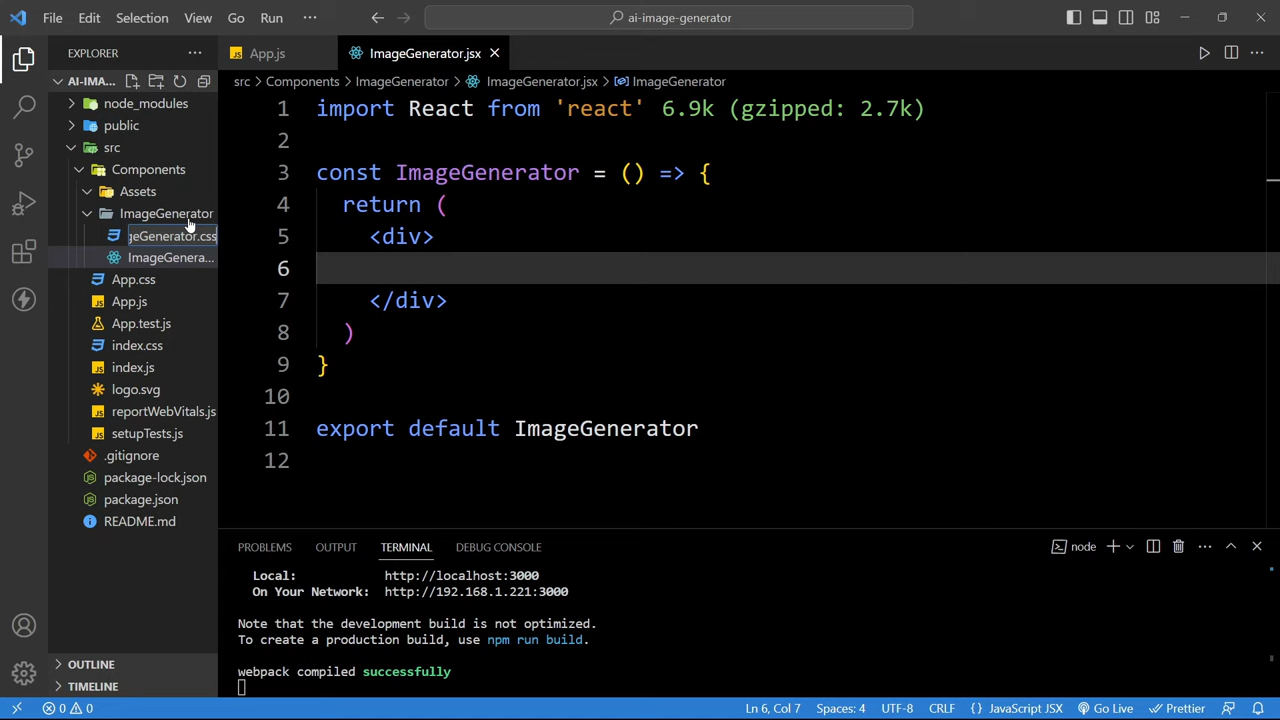 File Edit Selection View Go Run ··· ai-image-generator
EXPLORER ···
AI-IMA...
node_modules
public
src
Components
Assets
ImageGenerator
geGenerator.css
ImageGenera...
App.css
App.js
App.test.js
index.css
index.js
logo.svg
reportWebVitals.js
setupTests.js
.gitignore
package-lock.json
package.json
README.md
OUTLINE
TIMELINE
App.js ImageGenerator.jsx
src > Components > ImageGenerator > ImageGenerator.jsx > ImageGenerator
1 import React from 'react' 6.9k (gzipped: 2.7k)
2
3 const ImageGenerator = () => {
4 return (
5 <div>
6
7 </div>
8 )
9 }
10
11 export default ImageGenerator
12
PROBLEMS OUTPUT TERMINAL DEBUG CONSOLE node
Local: http://localhost:3000
On Your Network: http://192.168.1.221:3000
Note that the development build is not optimized.
To create a production build, use npm run build.
webpack compiled successfully
0 0 Ln 6, Col 7 Spaces: 4 UTF-8 CRLF {} JavaScript JSX Go Live Prettier